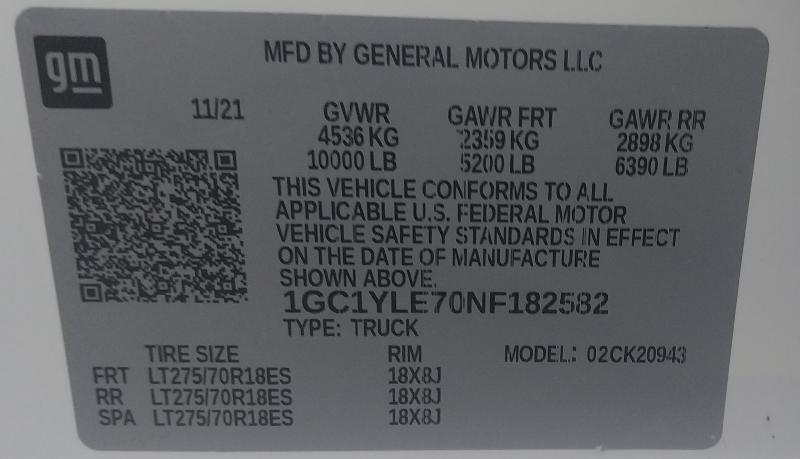 gm
MFD BY GENERAL MOTORS LLC
11/21 GVWR GAWR FRT GAWR RR
4536 KG 2359 KG 2898 KG
10000 LB 5200 LB 6390 LB
THIS VEHICLE CONFORMS TO ALL
APPLICABLE U.S. FEDERAL MOTOR
VEHICLE SAFETY STANDARDS IN EFFECT
ON THE DATE OF MANUFACTURE
SHOWN ABOVE.
1GC1YLE70NF182582
TYPE: TRUCK
TIRE SIZE RIM MODEL: 02CK20943
FRT LT275/70R18ES 18X8J
RR LT275/70R18ES 18X8J
SPA LT275/70R18ES 18X8J